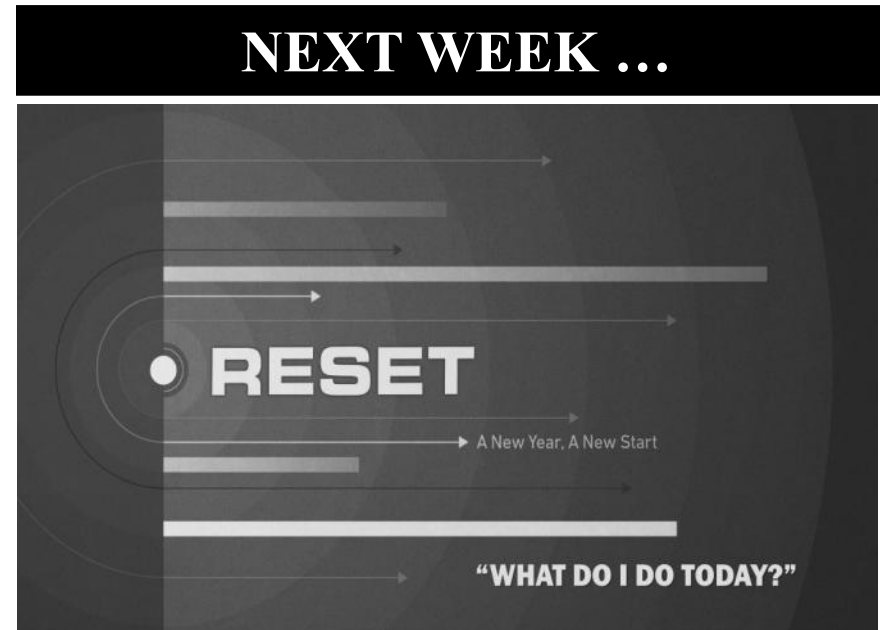 NEXT WEEK …
RESET
A New Year, A New Start
“WHAT DO I DO TODAY?”